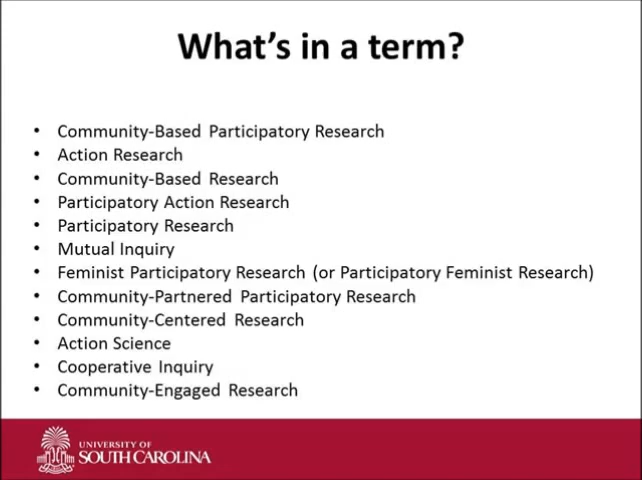 What's in a term?
• Community-Based Participatory Research
• Action Research
• Community-Based Research
• Participatory Action Research
• Participatory Research
• Mutual Inquiry
• Feminist Participatory Research (or Participatory Feminist Research)
• Community-Partnered Participatory Research
• Community-Centered Research
• Action Science
• Cooperative Inquiry
• Community-Engaged Research
UNIVERSITY OF
SOUTH CAROLINA